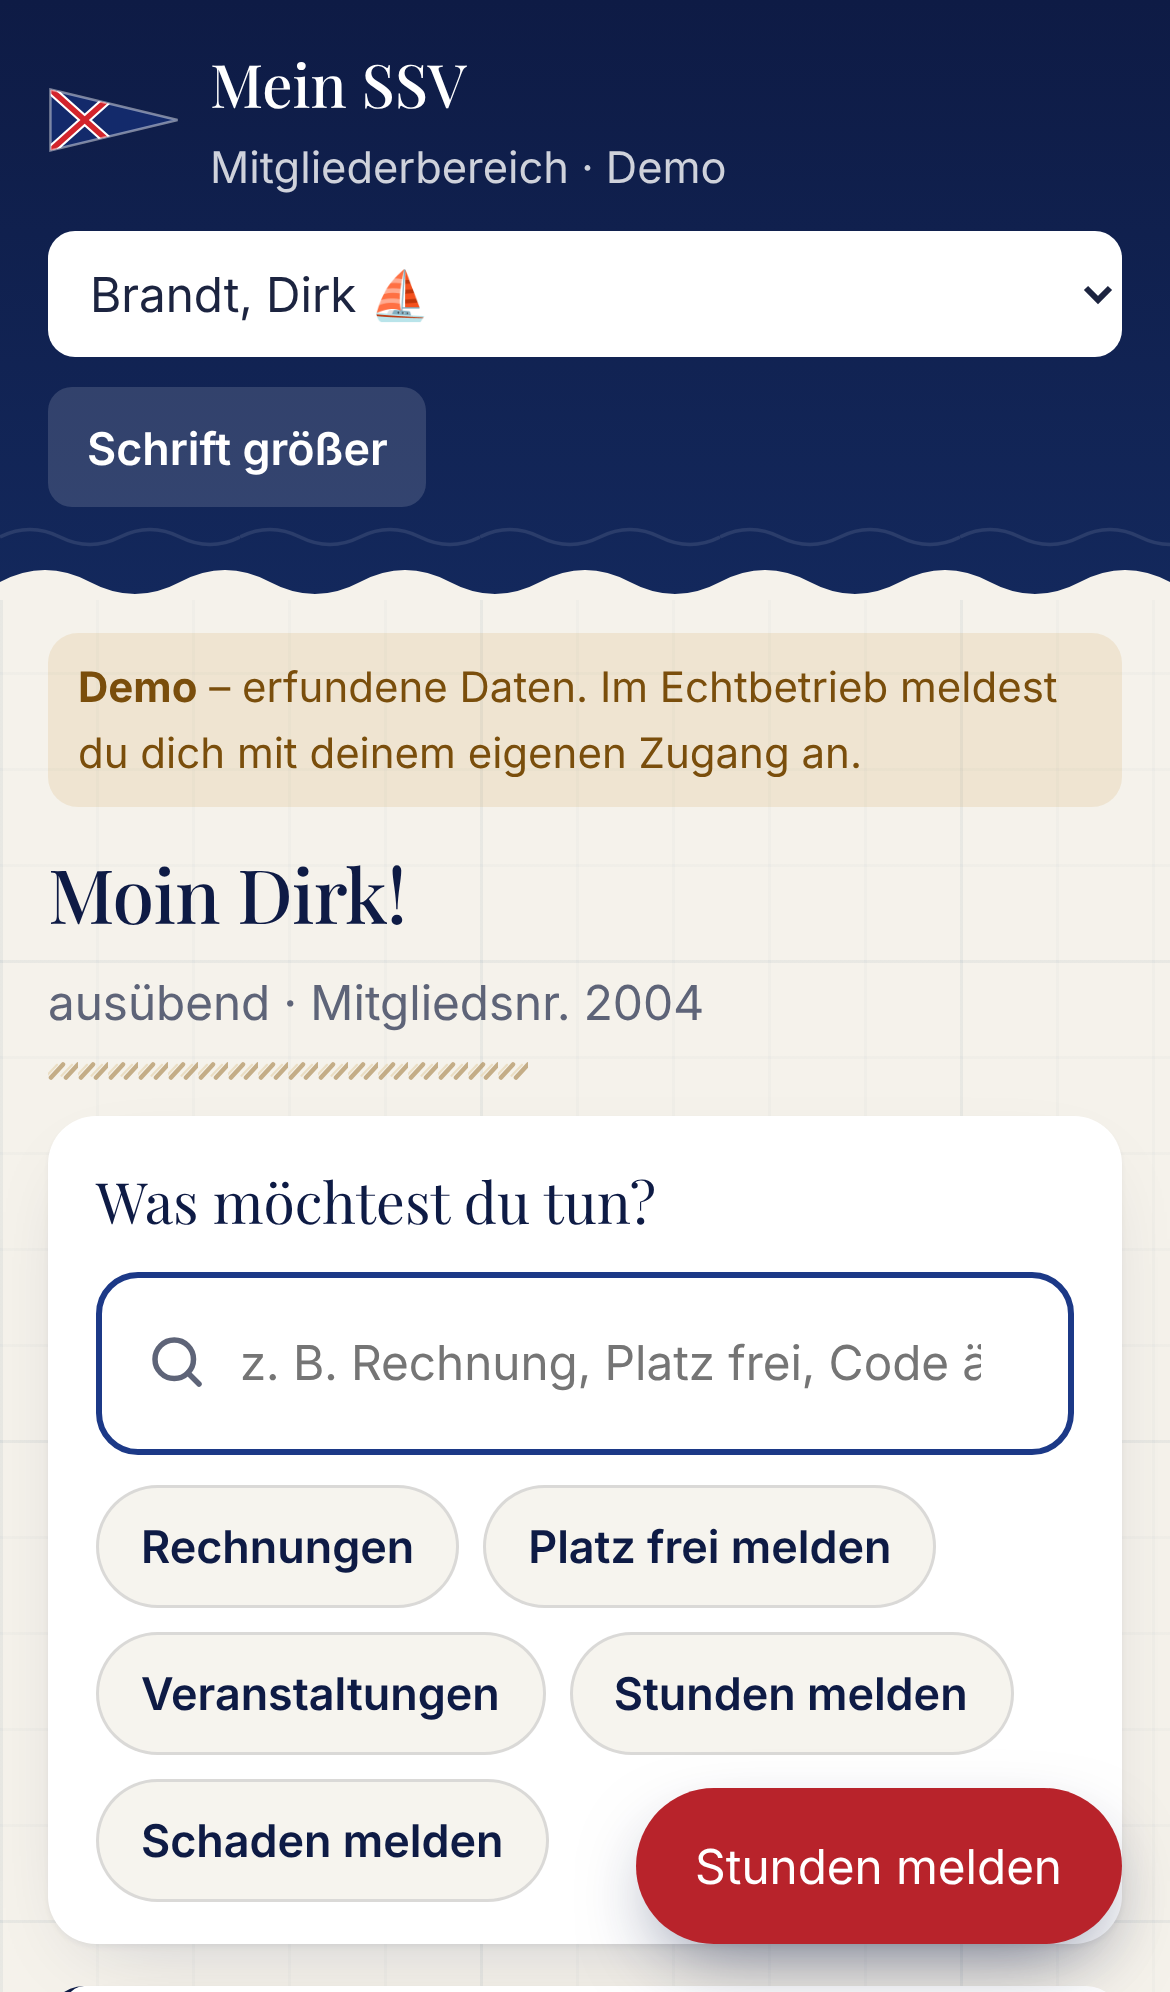 Mein SSV
Mitgliederbereich · Demo
Brandt, Dirk
Schrift größer
Demo – erfundene Daten. Im Echtbetrieb meldest
du dich mit deinem eigenen Zugang an.
Moin Dirk!
ausübend · Mitgliedsnr. 2004
Was möchtest du tun?
z. B. Rechnung, Platz frei, Code
Rechnungen
Platz frei melden
Veranstaltungen
Stunden melden
Schaden melden
Stunden melden